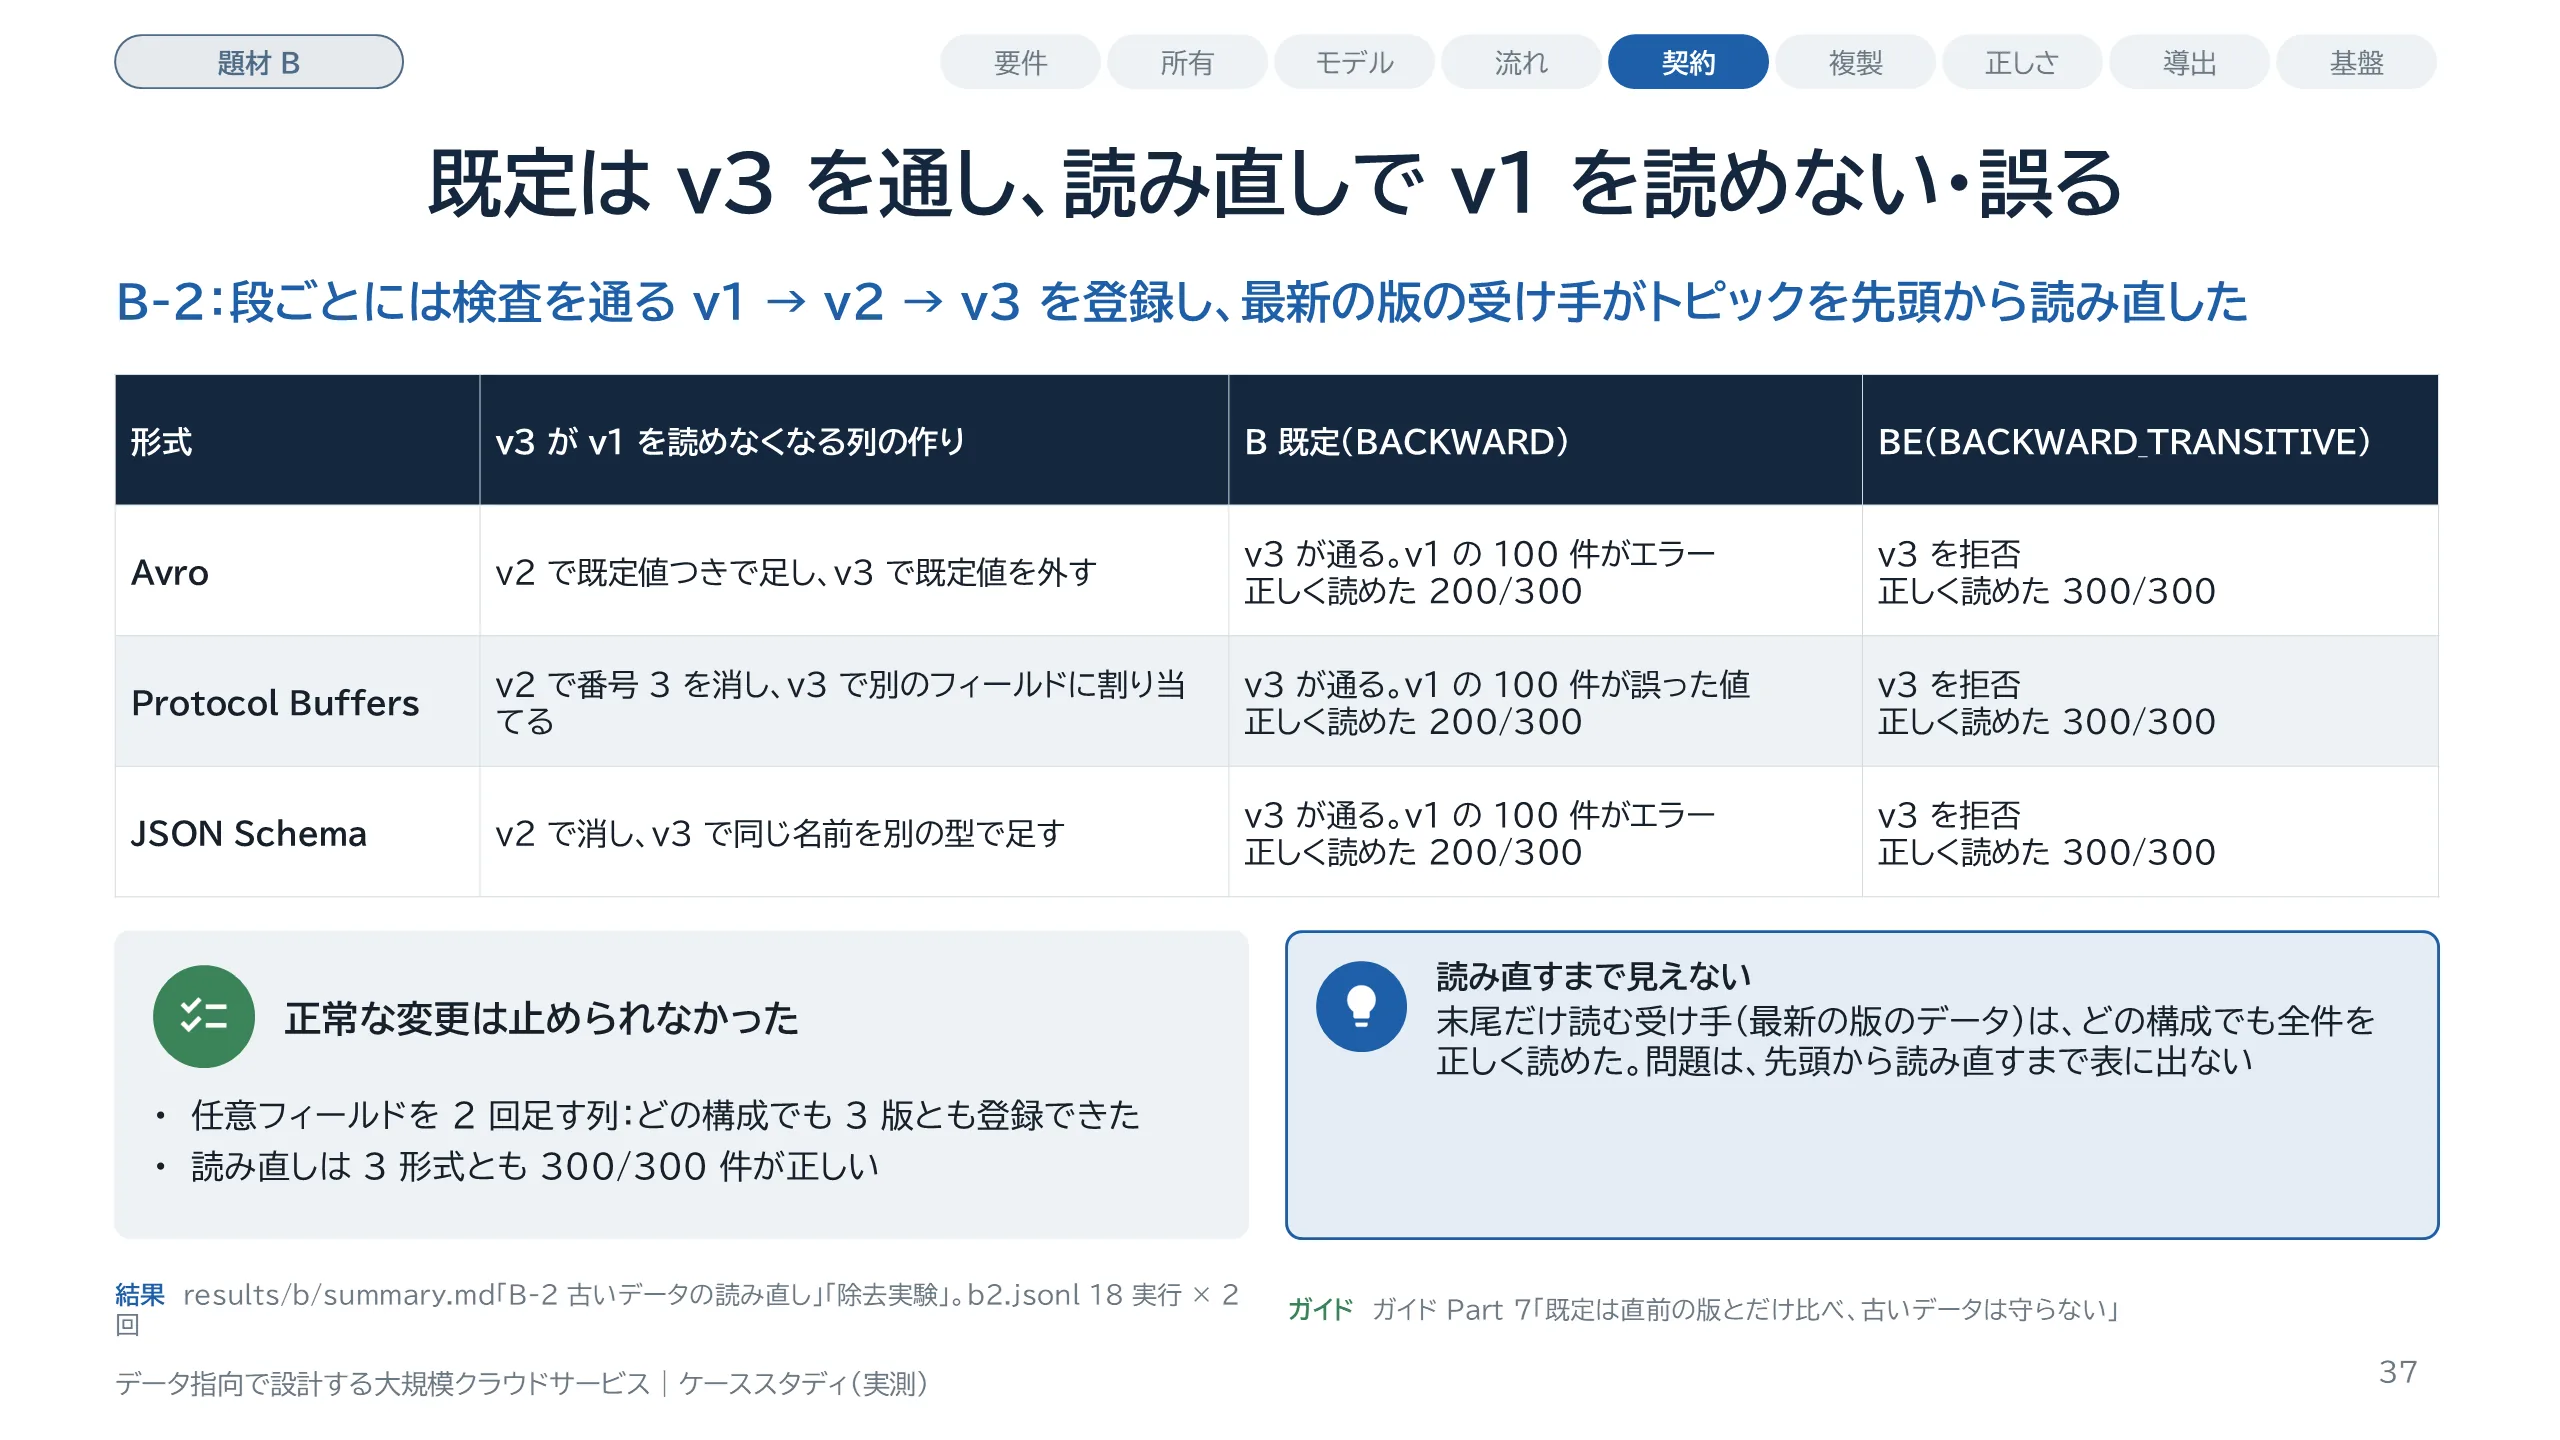 題材 B
要件
所有
モデル
流れ
契約
複製
正しさ
導出
基盤
既定は v3 を通し、読み直しで v1 を読めない・誤る
B-2：段ごとには検査を通る v1 → v2 → v3 を登録し、最新の版の受け手がトピックを先頭から読み直した
形式
v3 が v1 を読めなくなる列の作り
B 既定（BACKWARD）
BE（BACKWARD_TRANSITIVE）
Avro
v2 で既定値つきで足し、v3 で既定値を外す
v3 が通る。v1 の 100 件がエラー
正しく読めた 200/300
v3 を拒否
正しく読めた 300/300
Protocol Buffers
v2 で番号 3 を消し、v3 で別のフィールドに割り当
てる
v3 が通る。v1 の 100 件が誤った値
正しく読めた 200/300
v3 を拒否
正しく読めた 300/300
JSON Schema
v2 で消し、v3 で同じ名前を別の型で足す
v3 が通る。v1 の 100 件がエラー
正しく読めた 200/300
v3 を拒否
正しく読めた 300/300
正常な変更は止められなかった
・ 任意フィールドを 2 回足す列：どの構成でも 3 版とも登録できた
・ 読み直しは 3 形式とも 300/300 件が正しい
読み直すまで見えない
末尾だけ読む受け手（最新の版のデータ）は、どの構成でも全件を
正しく読めた。問題は、先頭から読み直すまで表に出ない
結果 results/b/summary.md「B-2 古いデータの読み直し」「除去実験」。b2.jsonl 18 実行 × 2
回
ガイド ガイド Part 7「既定は直前の版とだけ比べ、古いデータは守らない」
データ指向で設計する大規模クラウドサービス｜ケーススタディ（実測）
37